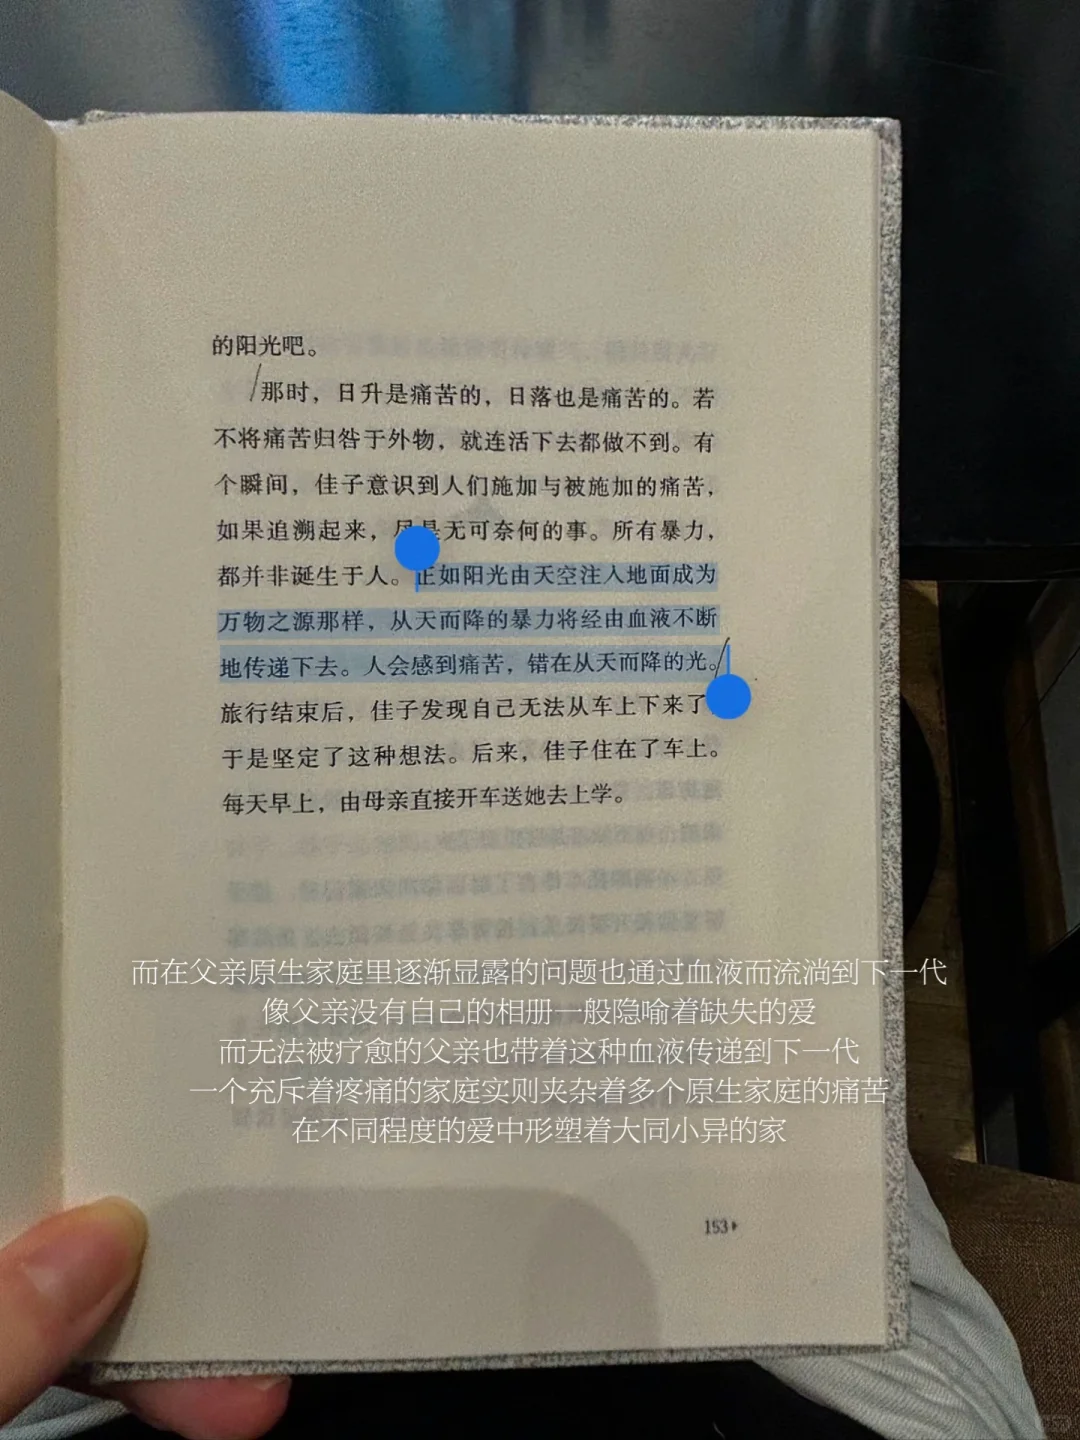 的阳光吧。
那时，日升是痛苦的，日落也是痛苦的。若
不将痛苦归咎于外物，就连活下去都做不到。有
个瞬间，佳子意识到人们施加与被施加的痛苦，
如果追溯起来，尽是无可奈何的事。所有暴力，
都并非诞生于人。正如阳光由天空注入地面成为
万物之源那样，从天而降的暴力将经由血液不断
地传递下去。人会感到痛苦，错在从天而降的光。
旅行结束后，佳子发现自己无法从车上下来了，
于是坚定了这种想法。后来，佳子住在了车上。
每天早上，由母亲直接开车送她去上学。
而在父亲原生家庭里逐渐显露的问题也通过血液而流淌到下一代
像父亲没有自己的相册一般隐喻着缺失的爱
而无法被疗愈的父亲也带着这种血液传递到下一代
一个充斥着疼痛的家庭实则夹杂着多个原生家庭的痛苦
在不同程度的爱中形塑着大同小异的家
153